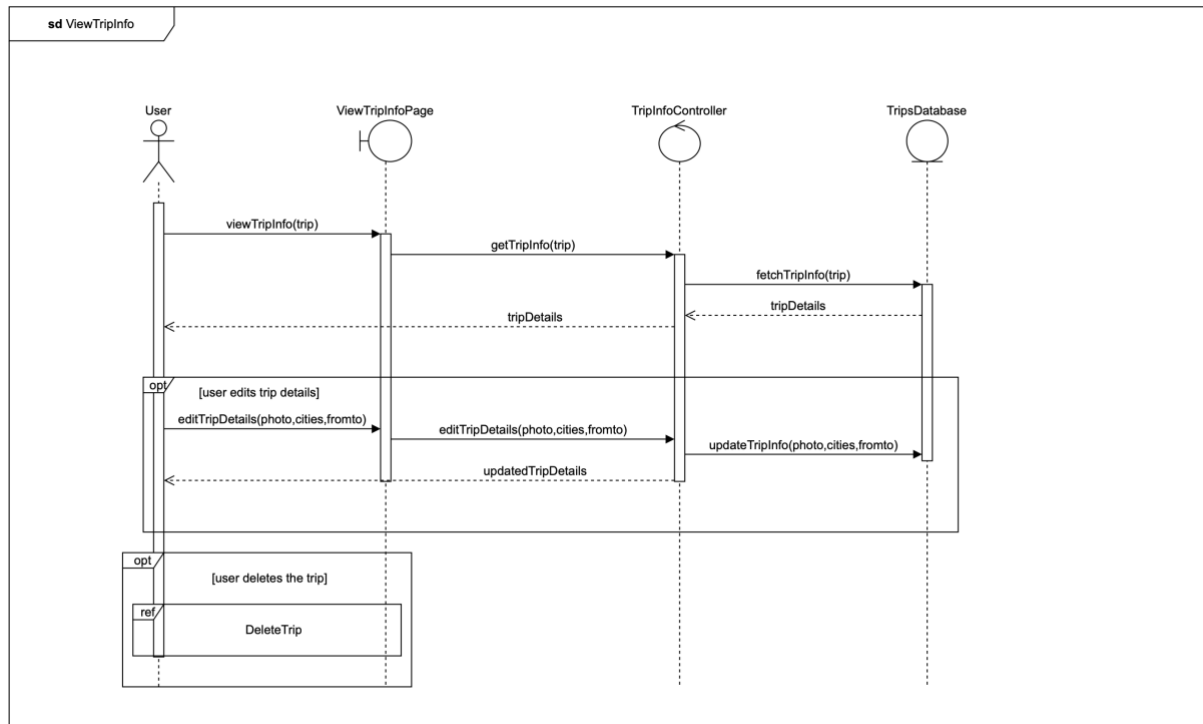 sd ViewTripInfo
User
ViewTripInfoPage
TripInfoController
TripsDatabase
viewTripInfo(trip)
getTripInfo(trip)
fetchTripInfo(trip)
tripDetails
tripDetails
opt
[user edits trip details]
editTripDetails(photo,cities,fromto)
editTripDetails(photo,cities,fromto)
updateTripInfo(photo,cities,fromto)
updatedTripDetails
opt
[user deletes the trip]
ref
DeleteTrip